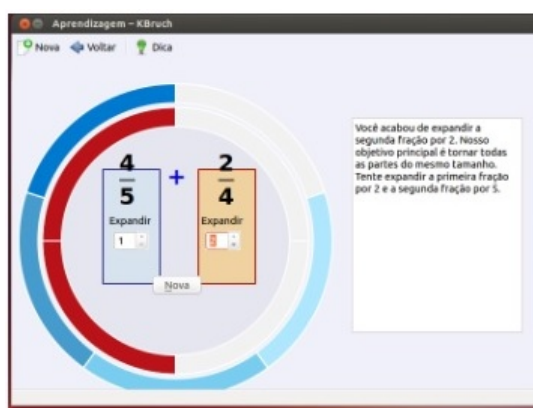 Aprendizagem – KBruch
Nova Voltar Dica
4 + 2
5 4
Expandir Expandir
1 2
Nova
Você acabou de expandir a
segunda fração por 2. Nosso
objetivo principal é tornar todas
as partes do mesmo tamanho.
Tente expandir a primeira fração
por 2 e a segunda fração por 5.